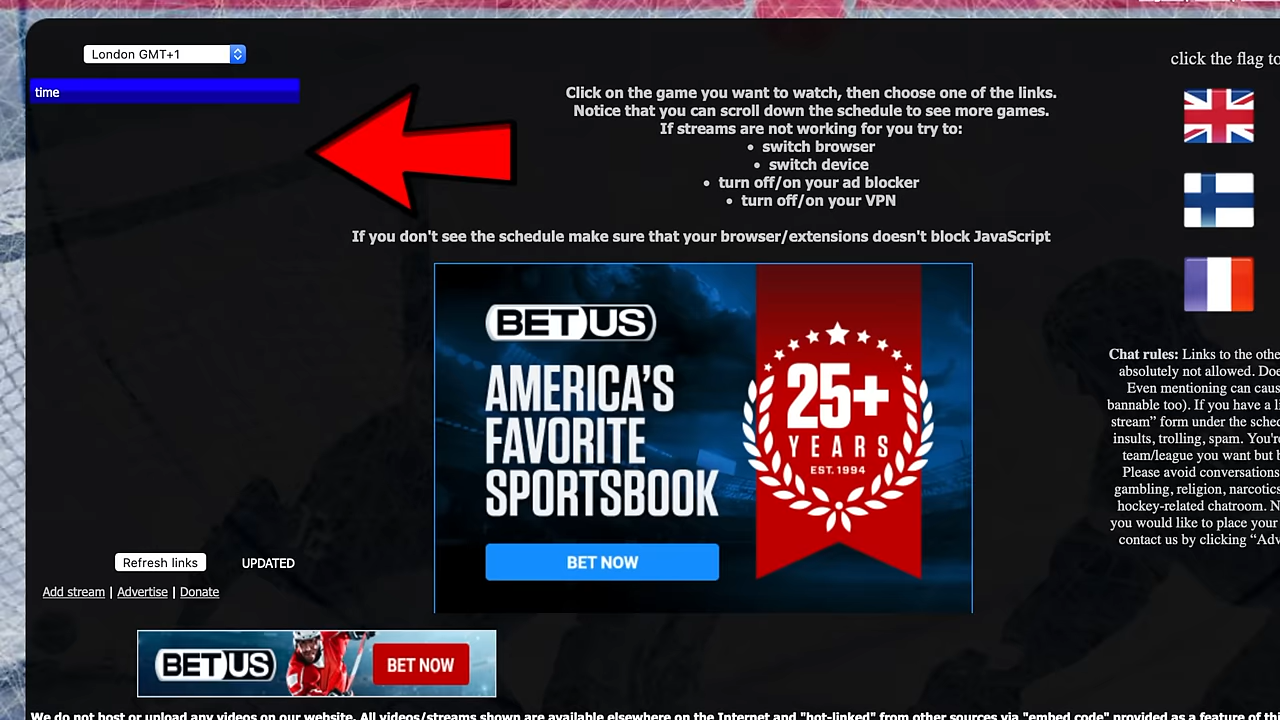 London GMT+1
time
Click on the game you want to watch, then choose one of the links.
Notice that you can scroll down the schedule to see more games.
If streams are not working for you try to:
• switch browser
• switch device
• turn off/on your ad blocker
• turn off/on your VPN
If you don't see the schedule make sure that your browser/extensions doesn't block JavaScript
BETUS
AMERICA'S
FAVORITE
SPORTSBOOK
BET NOW
25+
YEARS
EST. 1994
click the flag to
Chat rules: Links to the othe
absolutely not allowed. Doe
Even mentioning can caus
bannable too). If you have a li
stream” form under the sched
insults, trolling, spam. You're
team/league you want but b
Please avoid conversations
gambling, religion, narcotics
hockey-related chatroom. N
you would like to place your
contact us by clicking “Adv
Refresh links
UPDATED
Add stream | Advertise | Donate
BETUS
BET NOW
We do not host or upload any videos on our website. All videos/streams shown are available elsewhere on the Internet and "hot-linked" from other sources via "embed code" provided as a feature of th